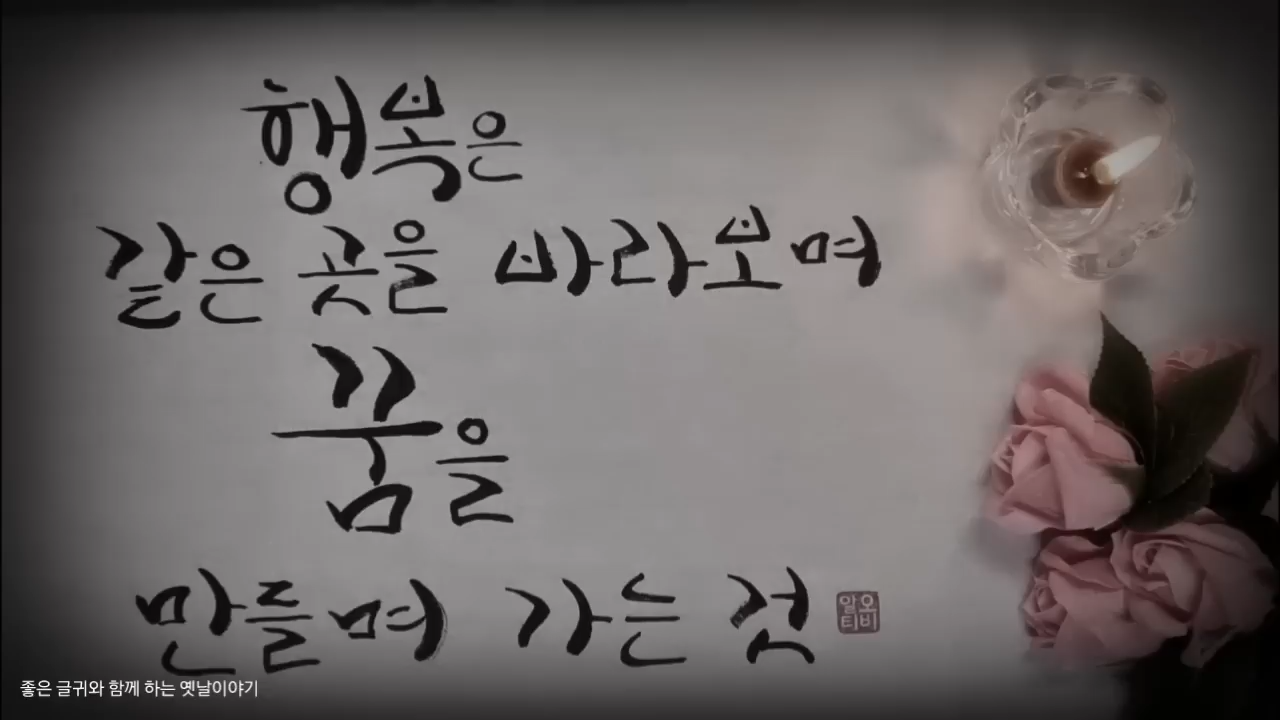 행복은
같은 곳을 바라보며
꿈을
만들며 가는 것
알오
티비
좋은 글귀와 함께 하는 옛날이야기